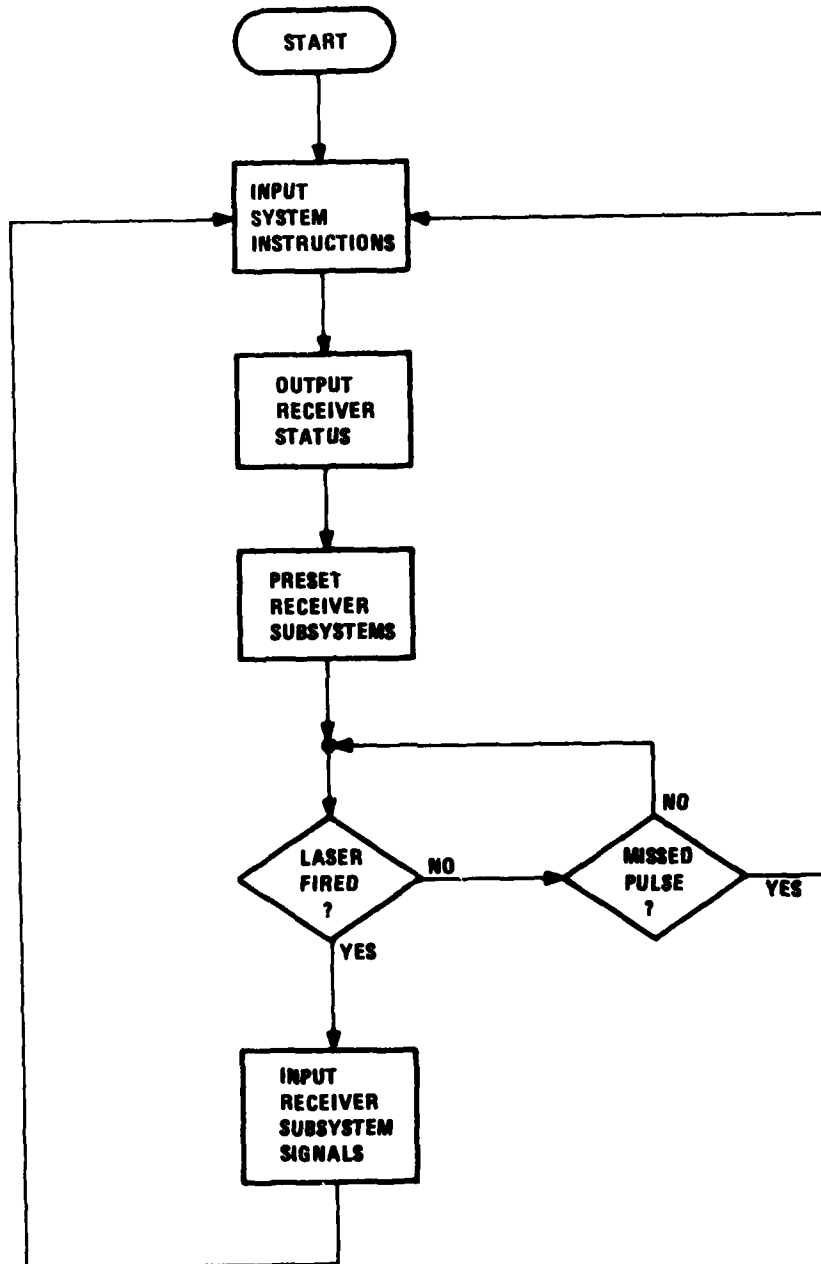 START
INPUT
SYSTEM
INSTRUCTIONS
OUTPUT
RECEIVER
STATUS
PRESET
RECEIVER
SUBSYSTEMS
LASER
FIRED
?
NO
YES
MISSED
PULSE
?
NO
YES
INPUT
RECEIVER
SUBSYSTEM
SIGNALS